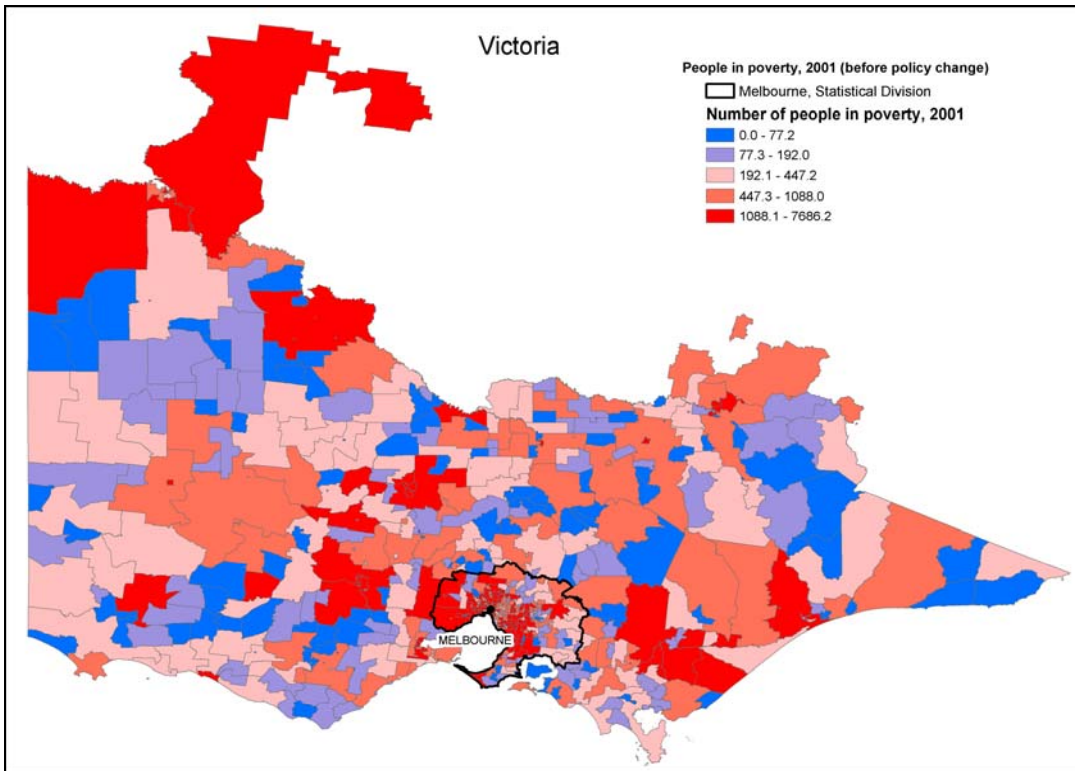 Victoria
People in poverty, 2001 (before policy change)
Melbourne, Statistical Division
Number of people in poverty, 2001
0.0 - 77.2
77.3 - 192.0
192.1 - 447.2
447.3 - 1088.0
1088.1 - 7686.2
MELBOURNE